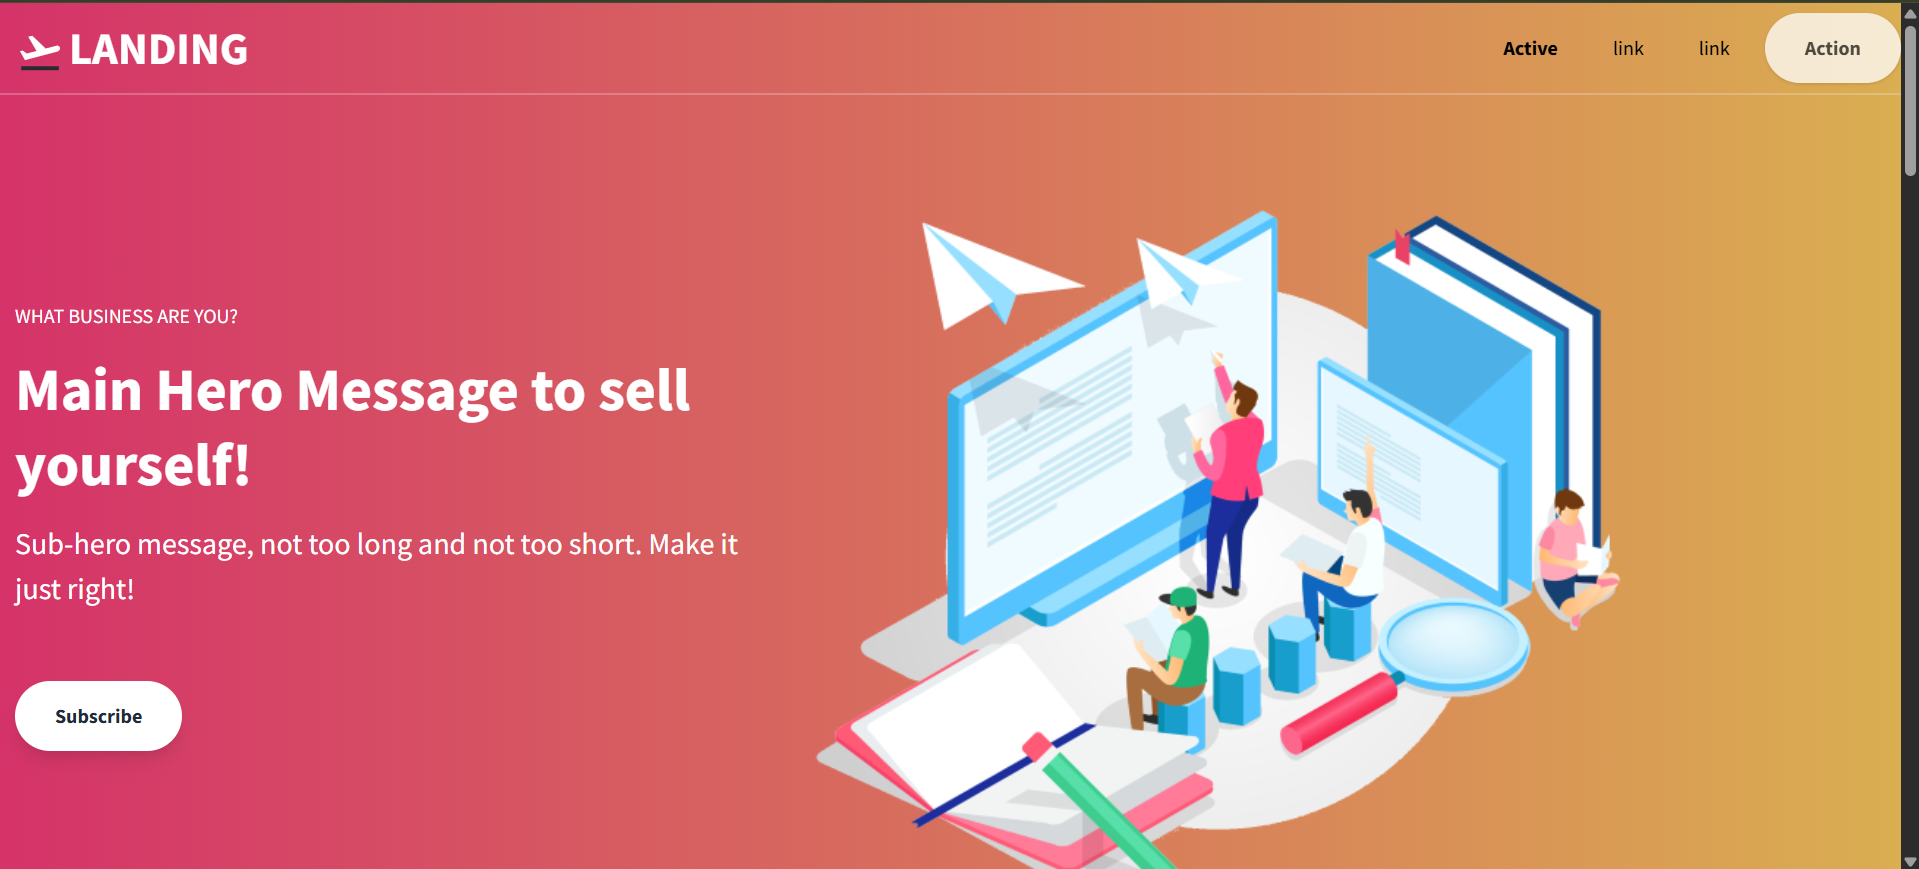 LANDING
Active
link
link
Action
WHAT BUSINESS ARE YOU?
Main Hero Message to sell
yourself!
Sub-hero message, not too long and not too short. Make it
just right!
Subscribe